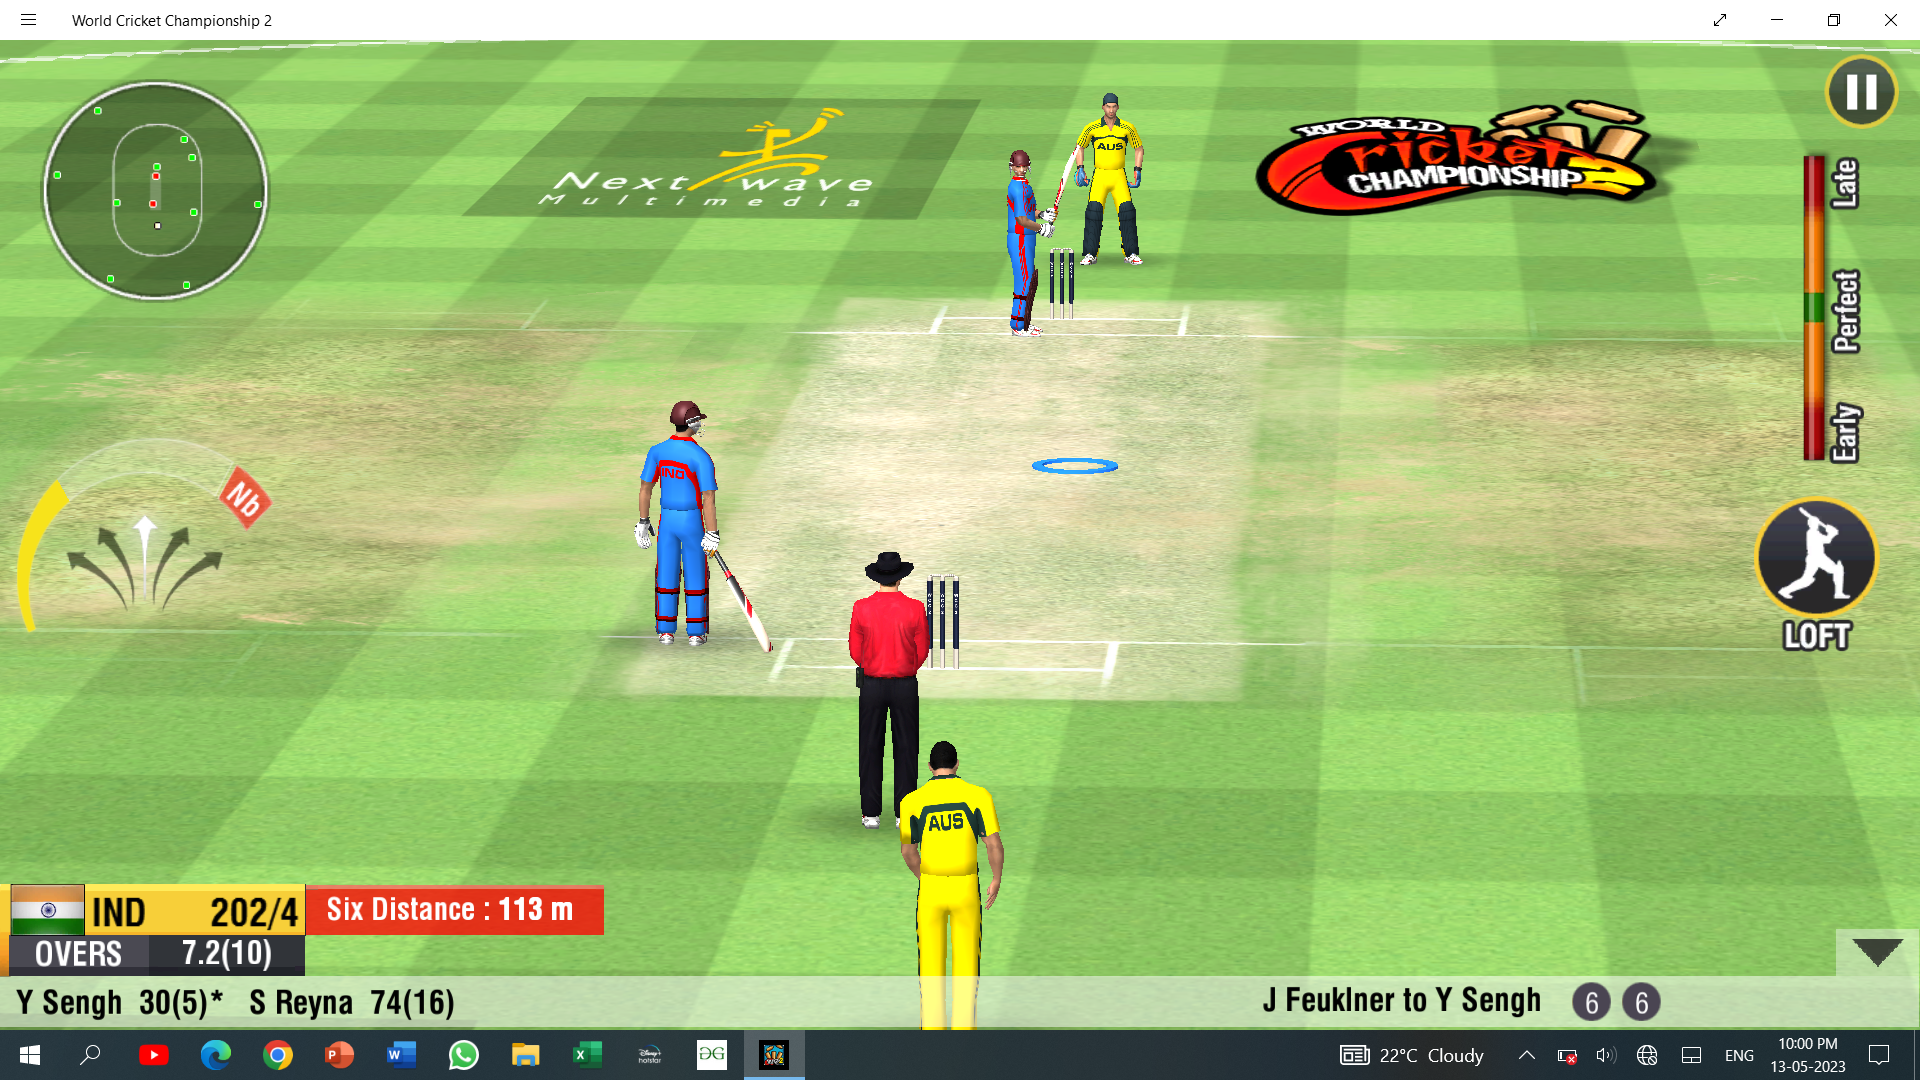 World Cricket Championship 2
Next wave
Multimedia
WORLD
Cricket
CHAMPIONSHIP 2
AUS
Late
Perfect
Early
IND
Nb
LOFT
AUS
IND 202/4 Six Distance : 113 m
OVERS 7.2(10)
Y Sengh 30(5)* S Reyna 74(16)
J Feuklner to Y Sengh 6 6
Disney+ hotstar
22°C Cloudy
ENG
10:00 PM
13-05-2023